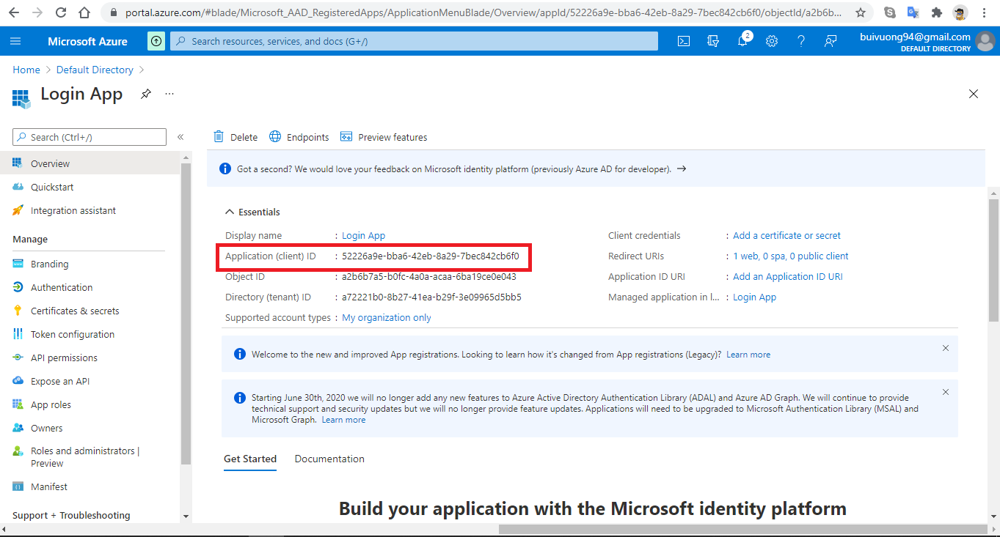 portal.azure.com/#blade/Microsoft_AAD_RegisteredApps/ApplicationMenuBlade/Overview/appId/52226a9e-bba6-42eb-8a29-7bec842cb6f0/objectId/a2b6b...
Microsoft Azure
Search resources, services, and docs (G+/)
2
buivuong94@gmail.com
DEFAULT DIRECTORY
Home > Default Directory >
Login App
...
Search (Ctrl+/)
«
Delete
Endpoints
Preview features
Overview
Quickstart
Integration assistant
Manage
Branding
Authentication
Certificates & secrets
Token configuration
API permissions
Expose an API
App roles
Owners
Roles and administrators |
Preview
Manifest
Support + Troubleshooting
Got a second? We would love your feedback on Microsoft identity platform (previously Azure AD for developer). →
Essentials
Display name : Login App
Application (client) ID : 52226a9e-bba6-42eb-8a29-7bec842cb6f0
Object ID : a2b6b7a5-b0fc-4a0a-acaa-6ba19ce0e043
Directory (tenant) ID : a72221b0-8b27-41ea-b29f-3e09965d5bb5
Supported account types : My organization only
Client credentials : Add a certificate or secret
Redirect URIs : 1 web, 0 spa, 0 public client
Application ID URI : Add an Application ID URI
Managed application in l... : Login App
Welcome to the new and improved App registrations. Looking to learn how it's changed from App registrations (Legacy)? Learn more
Starting June 30th, 2020 we will no longer add any new features to Azure Active Directory Authentication Library (ADAL) and Azure AD Graph. We will continue to provide
technical support and security updates but we will no longer provide feature updates. Applications will need to be upgraded to Microsoft Authentication Library (MSAL) and
Microsoft Graph. Learn more
Get Started
Documentation
Build your application with the Microsoft identity platform